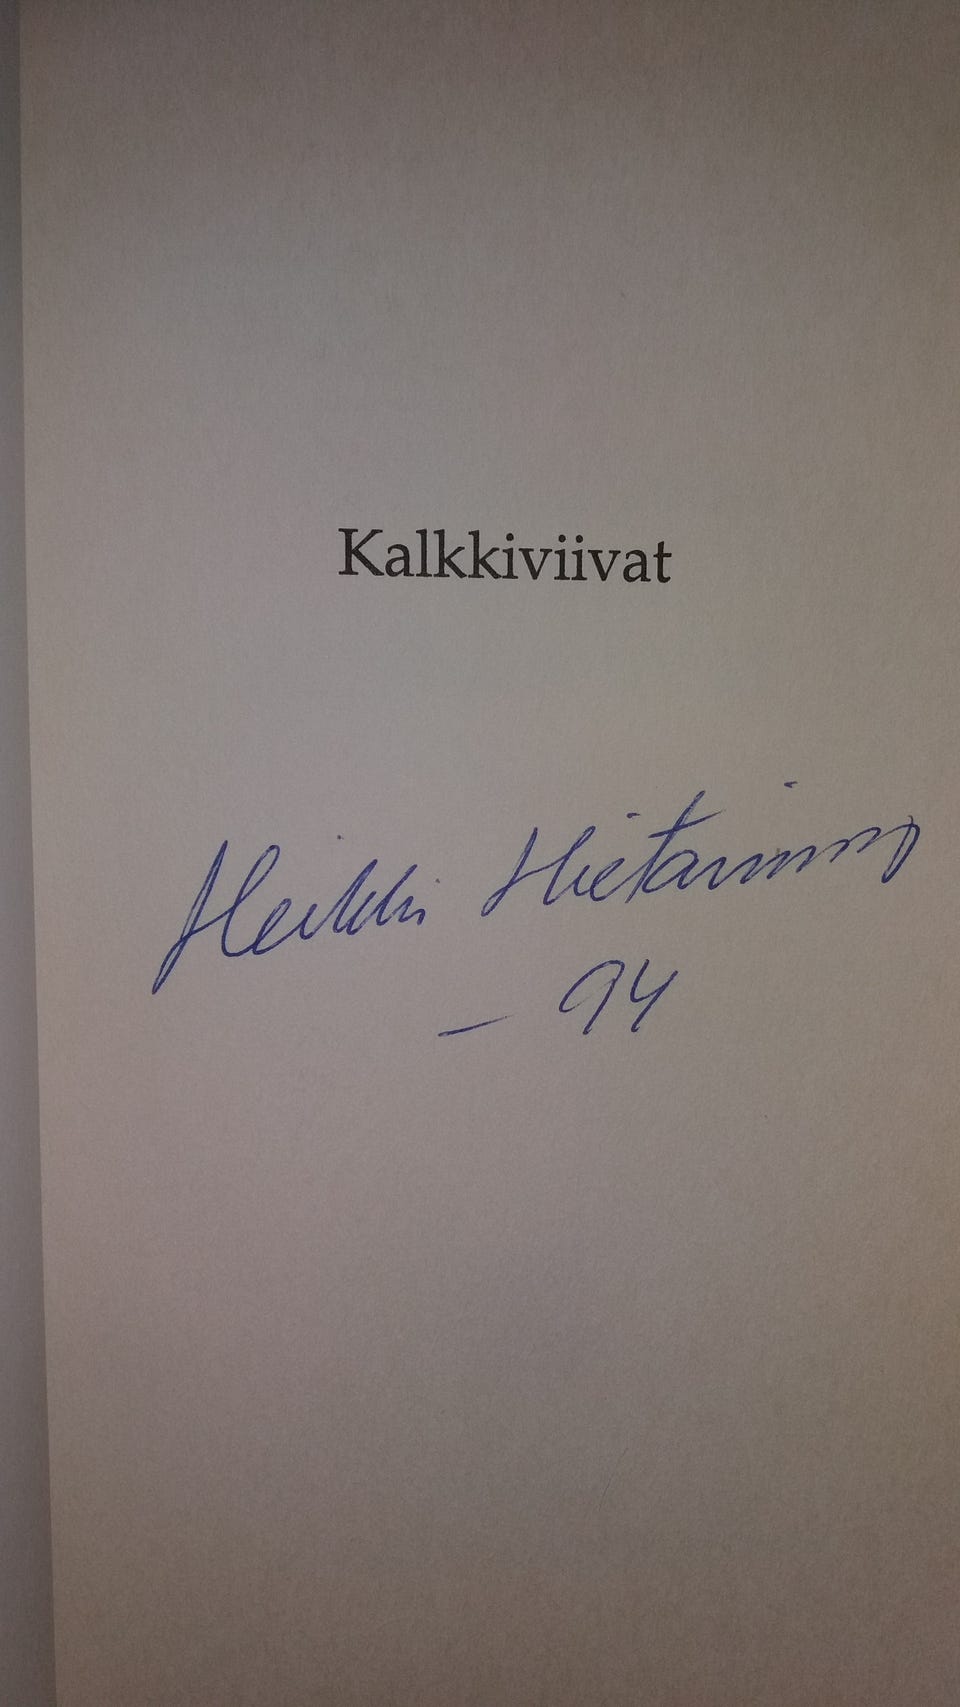 Kalkkiviivat
Heikki Hietamies
– 94